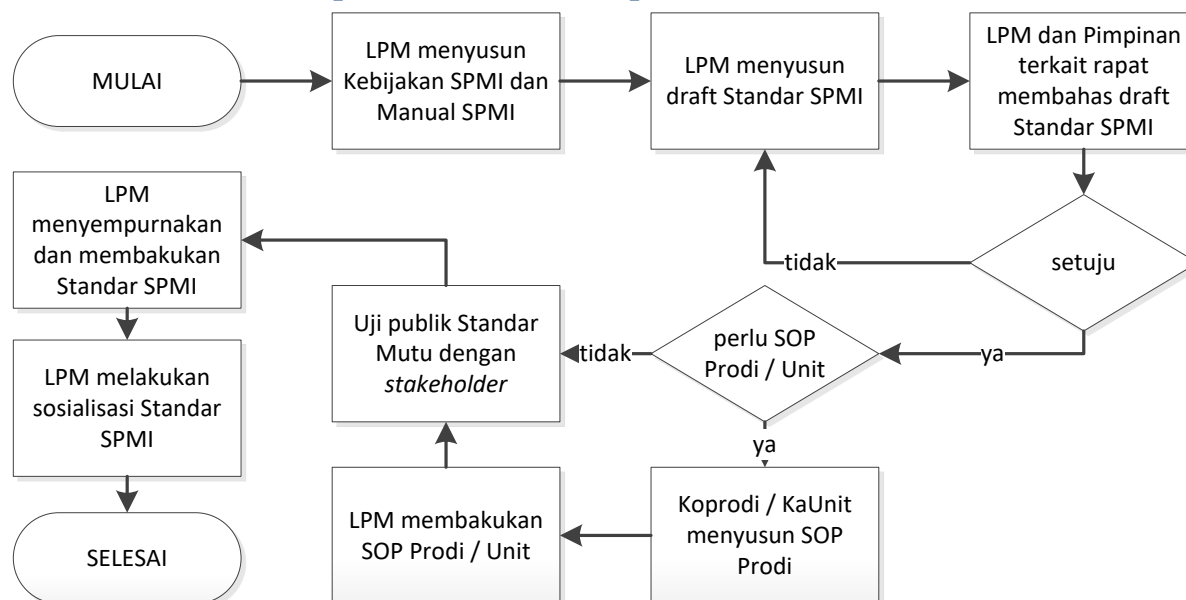 MULAI
LPM menyusun
Kebijakan SPMI dan
Manual SPMI
LPM menyusun
draft Standar SPMI
LPM dan Pimpinan
terkait rapat
membahas draft
Standar SPMI
setuju
tidak
ya
perlu SOP
Prodi / Unit
tidak
ya
Koprodi / KaUnit
menyusun SOP
Prodi
LPM membakukan
SOP Prodi / Unit
Uji publik Standar
Mutu dengan
stakeholder
LPM
menyempurnakan
dan membakukan
Standar SPMI
LPM melakukan
sosialisasi Standar
SPMI
SELESAI